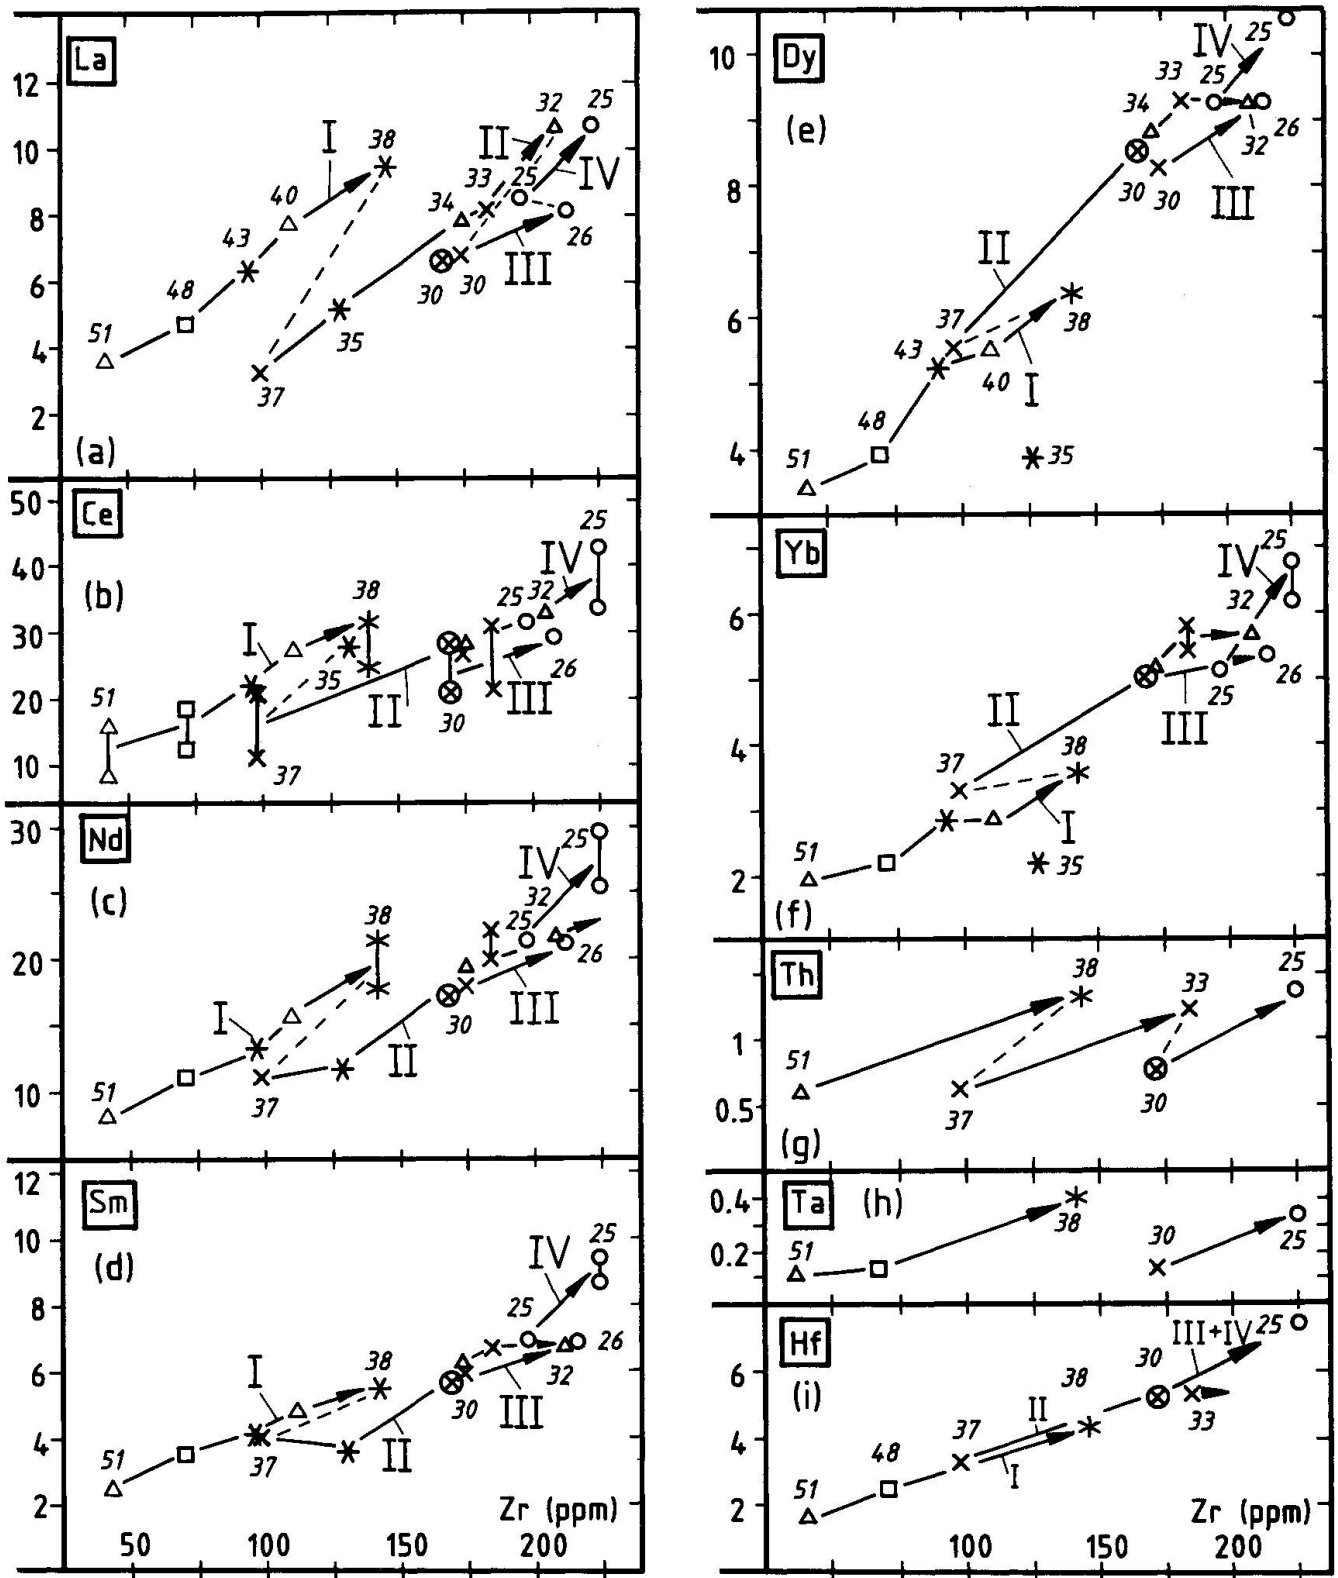 La
12
10
8
6
4
2
(a)
51
48
43
40
I
38
37
35
34
33
II
32
25
25
IV
30
30
III
26
Ce
50
40
30
20
10
(b)
51
I
38
35
37
II
30
25
32
IV
25
III
26
Nd
30
20
10
(c)
51
I
38
37
II
30
25
32
IV
25
III
26
Sm
12
10
8
6
4
2
(d)
51
I
38
37
II
30
25
IV
25
III
32
26
Zr (ppm)
50
100
150
200
Dy
10
8
6
4
(e)
51
48
43
37
40
I
38
35
II
30
30
34
33
25
IV
25
32
26
III
Yb
6
4
2
(f)
51
37
II
38
I
35
III
25
32
IV
25
26
Th
1
0.5
(g)
51
38
37
33
30
25
Ta
0.4
0.2
(h)
51
38
30
25
Hf
6
4
2
(i)
51
48
37
II
I
38
30
III+IV
25
33
Zr (ppm)
100
150
200